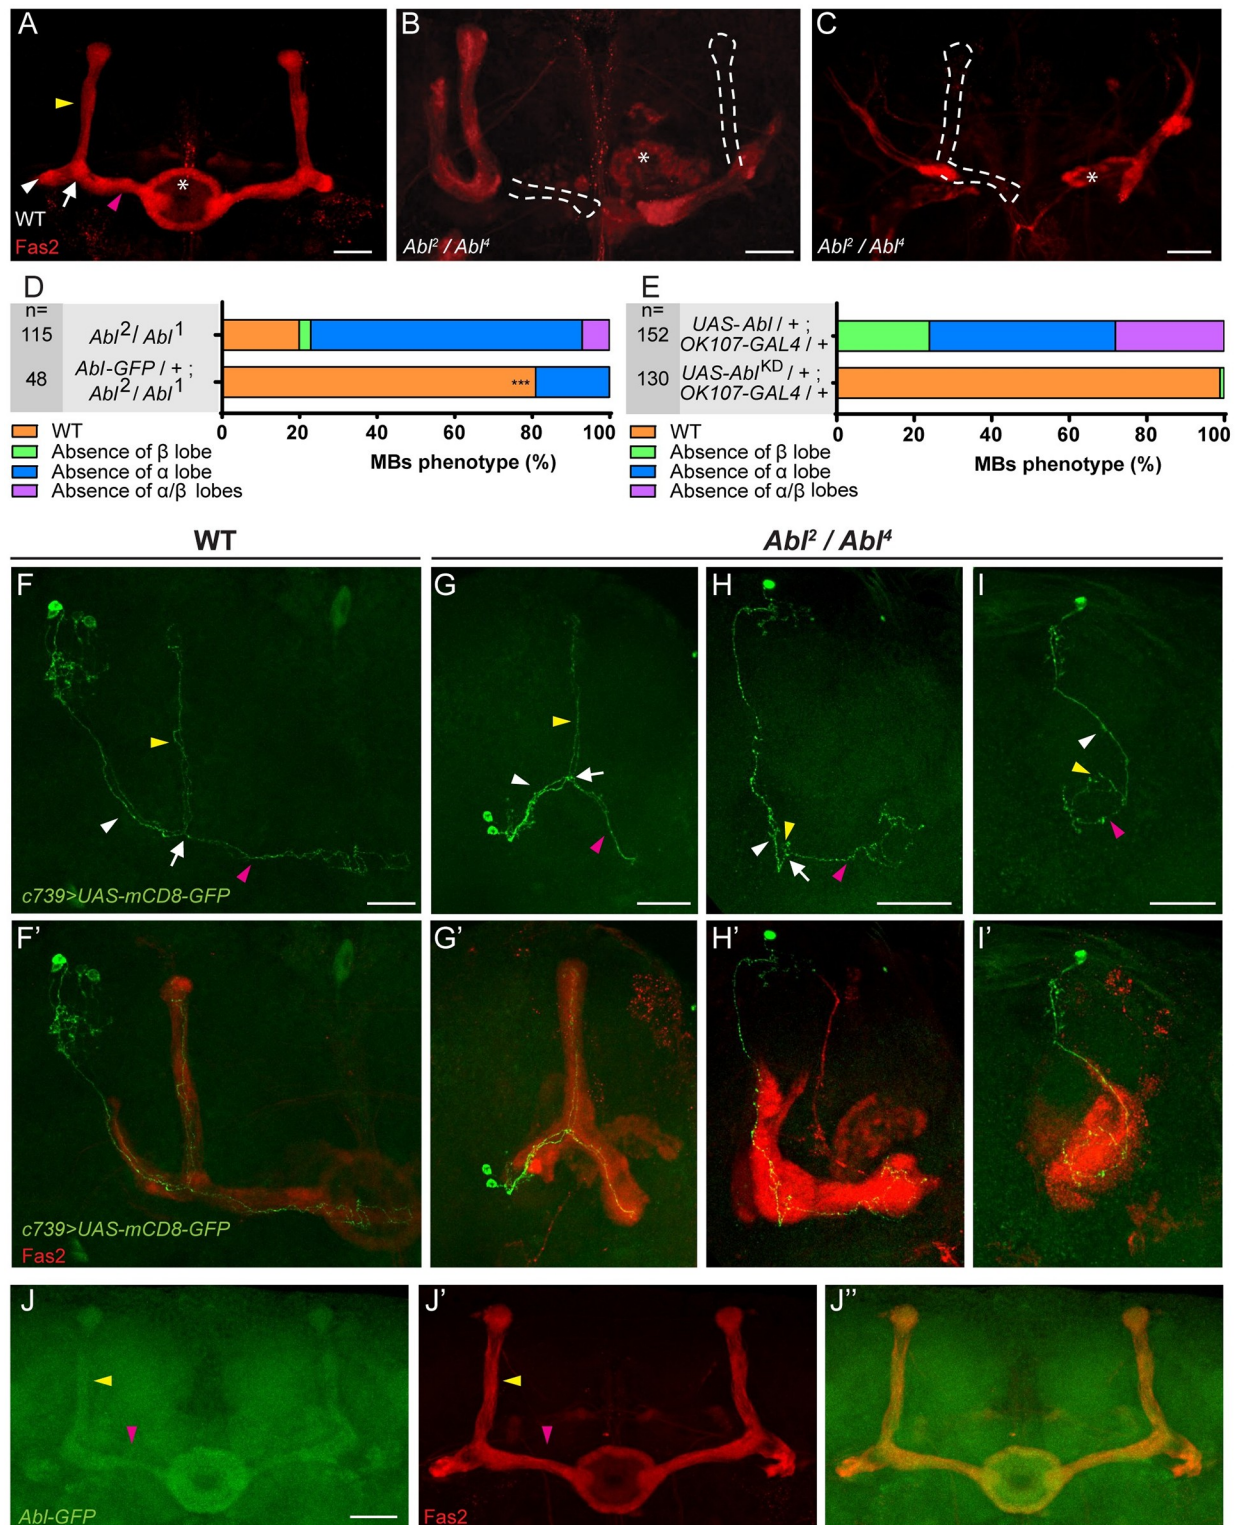 A
WT
Fas2
B
Abl² / Abl⁴
C
Abl² / Abl⁴
D
n=
115
Abl² / Abl¹
48
Abl-GFP / + ;
Abl² / Abl¹
***
0 20 40 60 80 100
MBs phenotype (%)
WT
Absence of β lobe
Absence of α lobe
Absence of α/β lobes
E
n=
152
UAS-Abl / + ;
OK107-GAL4 / +
130
UAS-Abl^KD / + ;
OK107-GAL4 / +
0 20 40 60 80 100
MBs phenotype (%)
WT
Absence of β lobe
Absence of α lobe
Absence of α/β lobes
WT
Abl² / Abl⁴
F
c739>UAS-mCD8-GFP
G
H
I
F’
c739>UAS-mCD8-GFP
Fas2
G’
H’
I’
J
Abl-GFP
J’
Fas2
J’’